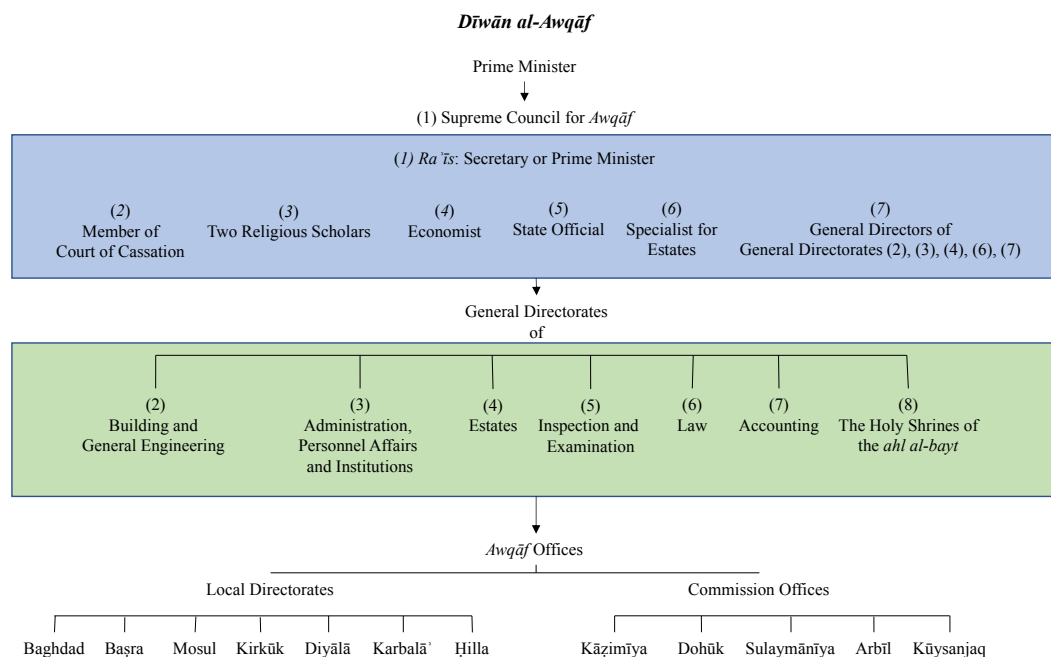 Dīwān al-Awqāf
Prime Minister
(1) Supreme Council for Awqāf
(1) Raʾīs: Secretary or Prime Minister
(2)
Member of
Court of Cassation
(3)
Two Religious Scholars
(4)
Economist
(5)
State Official
(6)
Specialist for
Estates
(7)
General Directors of
General Directorates (2), (3), (4), (6), (7)
General Directorates
of
(2)
Building and
General Engineering
(3)
Administration,
Personnel Affairs
and Institutions
(4)
Estates
(5)
Inspection and
Examination
(6)
Law
(7)
Accounting
(8)
The Holy Shrines of
the ahl al-bayt
Awqāf Offices
Local Directorates
Commission Offices
Baghdad
Baṣra
Mosul
Kirkūk
Diyālā
Karbalāʾ
Ḥilla
Kāẓimīya
Dohūk
Sulaymānīya
Arbīl
Kūysanjaq